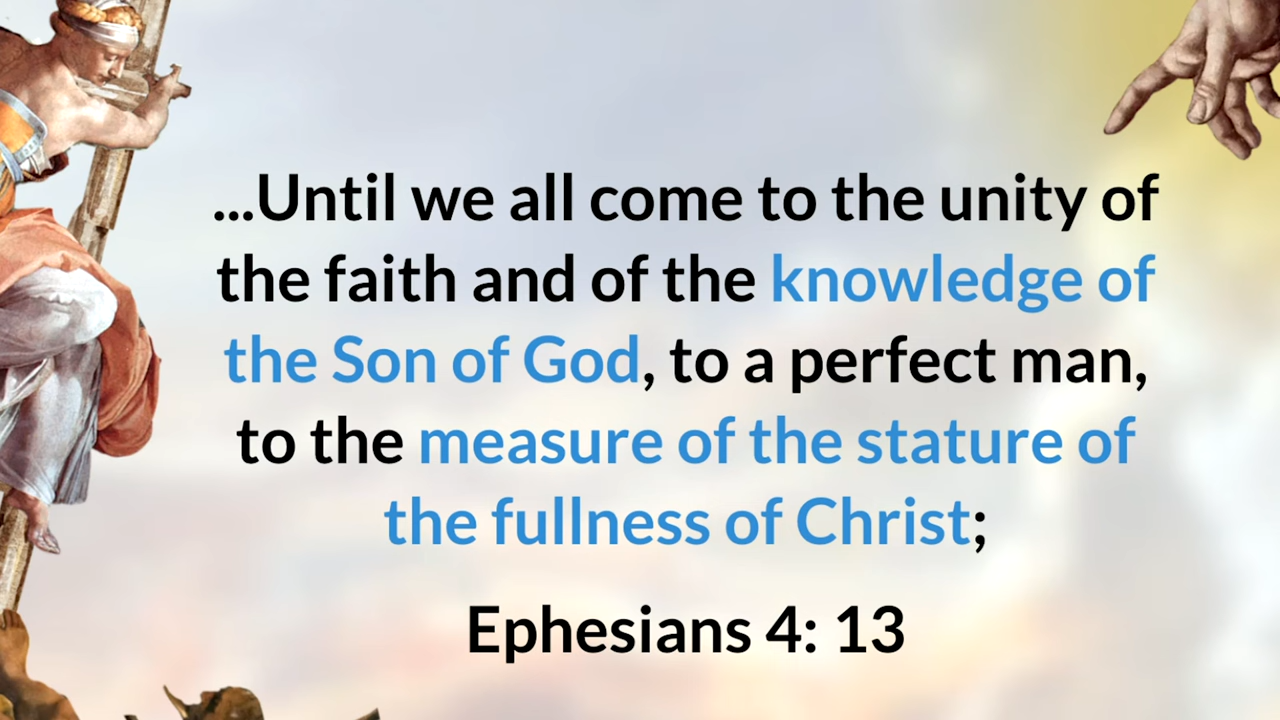 ...Until we all come to the unity of
the faith and of the knowledge of
the Son of God, to a perfect man,
to the measure of the stature of
the fullness of Christ;
Ephesians 4: 13